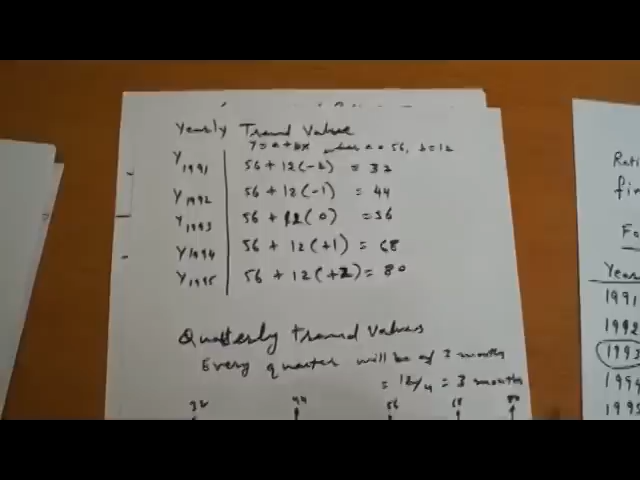 Yearly Trend Value
Y = a + bx where a = 56, b = 12
Y1991 56 + 12(-2) = 32
Y1992 56 + 12(-1) = 44
Y1993 56 + 12(0) = 56
Y1994 56 + 12(+1) = 68
Y1995 56 + 12(+2) = 80
Quarterly trend values
Every quarter will be of 3 months
= 12/4 = 3 months
32 44 56 68 80
Rati
fin
Fo
Year
1991
1992
1993
1994
1995